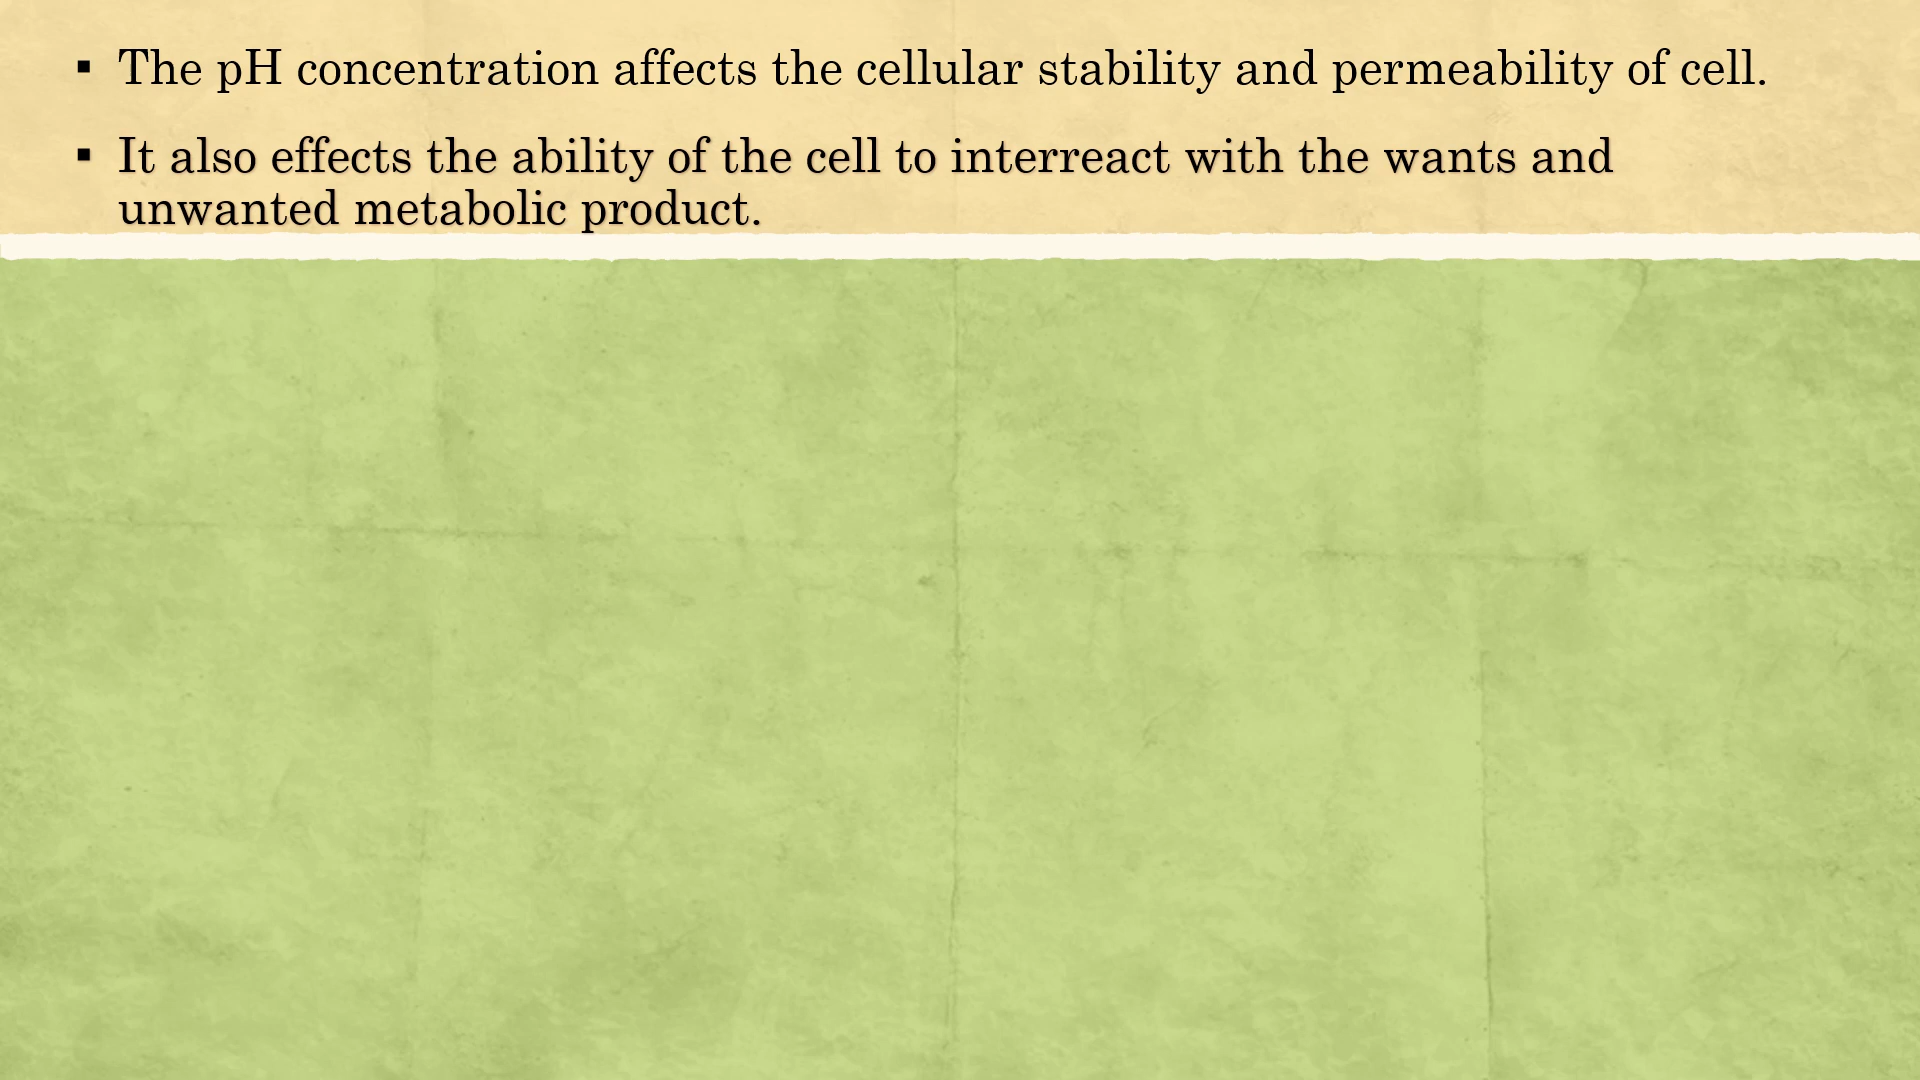 ▪ The pH concentration affects the cellular stability and permeability of cell.
▪ It also effects the ability of the cell to interreact with the wants and
unwanted metabolic product.